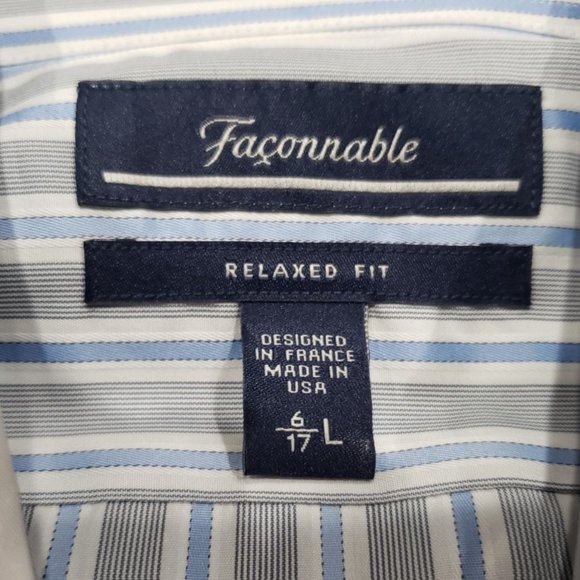 Façonnable
RELAXED FIT
DESIGNED
IN FRANCE
MADE IN
USA
6/17 L